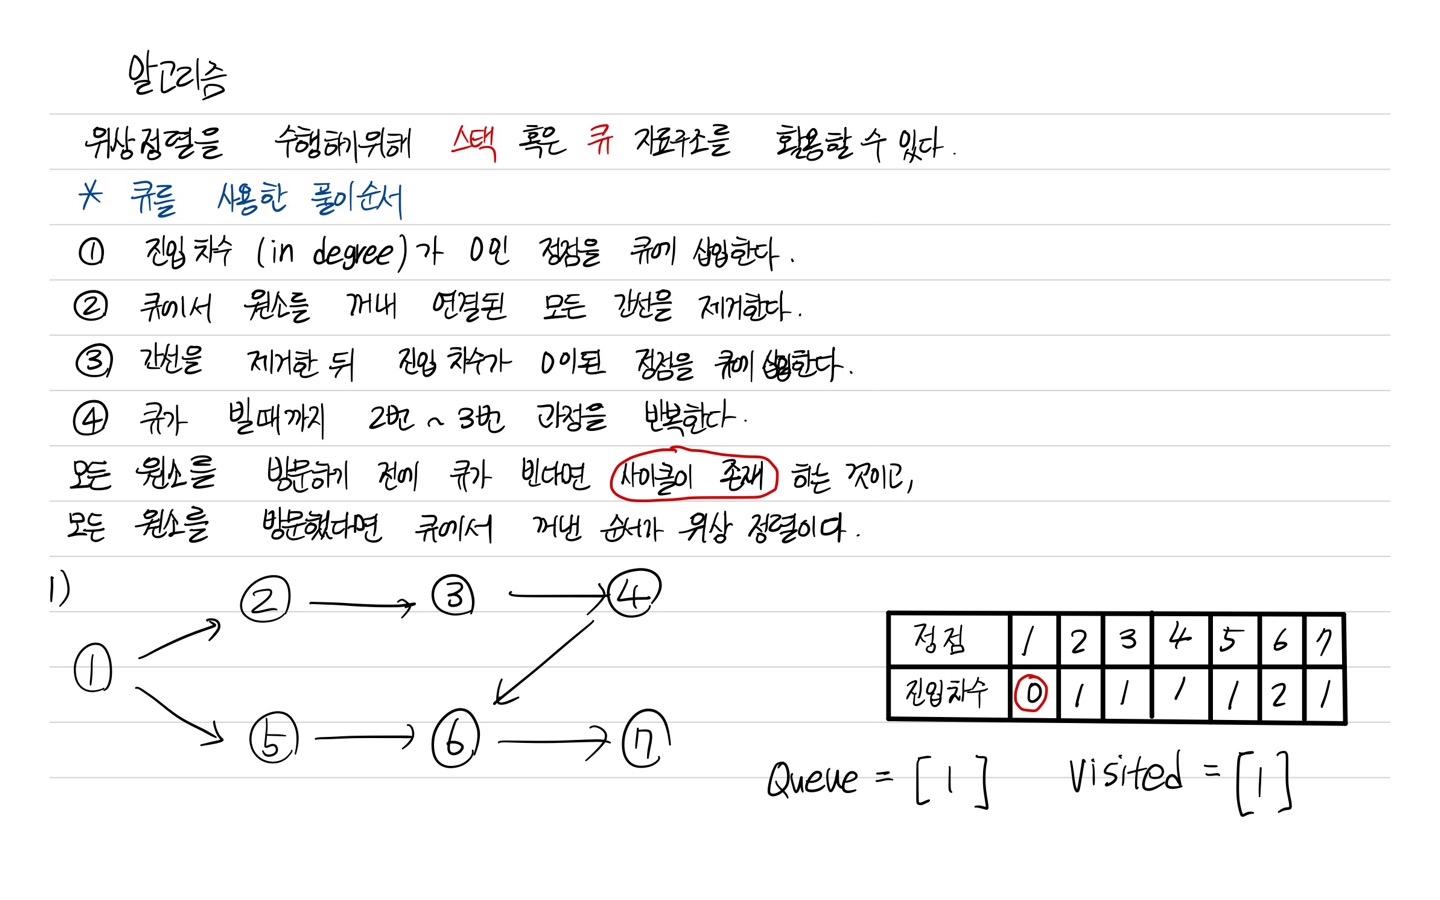 알고리즘
위상정렬을 수행하기위해 스택 혹은 큐 자료구조를 활용할 수 있다.
* 큐를 사용한 풀이순서
① 진입차수 (in degree)가 0인 정점을 큐에 삽입한다.
② 큐에서 원소를 꺼내 연결된 모든 간선을 제거한다.
③ 간선을 제거한 뒤 진입 차수가 0이된 정점을 큐에 삽입한다.
④ 큐가 빌때까지 2번 ~ 3번 과정을 반복한다.
모든 원소를 방문하기 전에 큐가 빈다면 사이클이 존재 하는 것이고,
모든 원소를 방문했다면 큐에서 꺼낸 순서가 위상 정렬이다.
1)
② ③ ④
①
⑤ ⑥ ⑦
정점 1 2 3 4 5 6 7
진입차수 0 1 1 1 1 2 1
Queue = [ 1 ] Visited = [ 1 ]